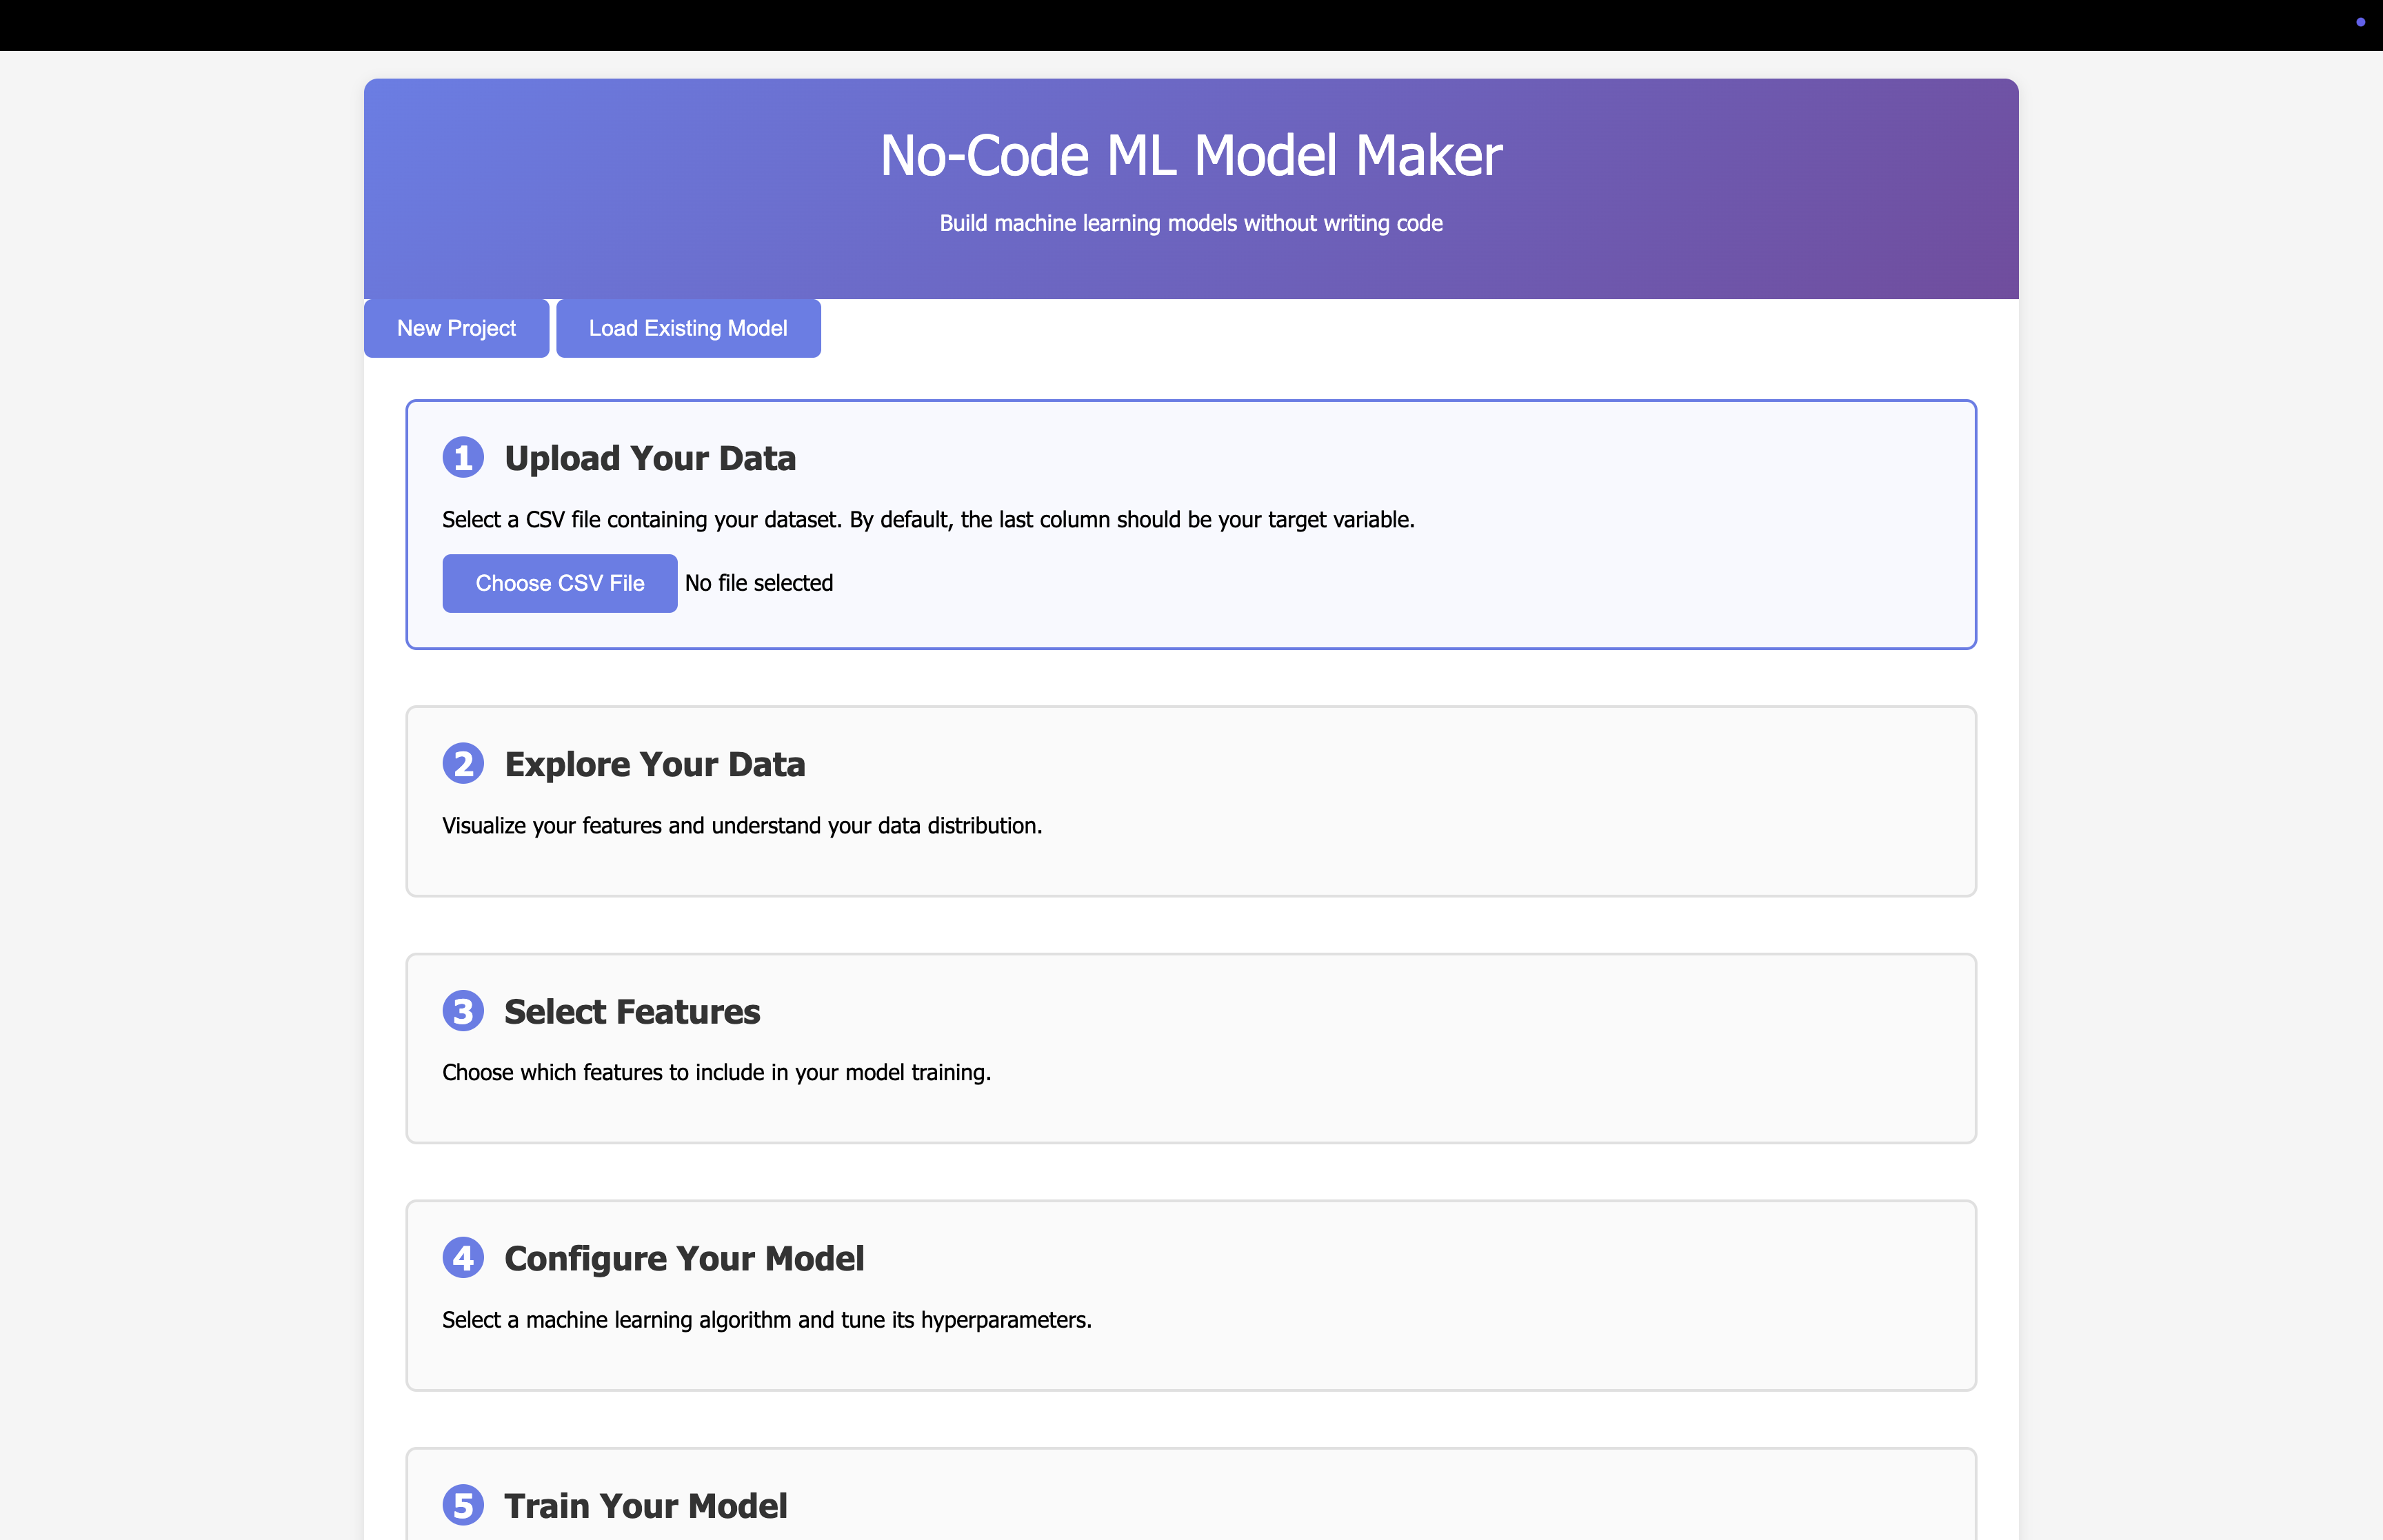 No-Code ML Model Maker
Build machine learning models without writing code
New Project
Load Existing Model
1 Upload Your Data
Select a CSV file containing your dataset. By default, the last column should be your target variable.
Choose CSV File No file selected
2 Explore Your Data
Visualize your features and understand your data distribution.
3 Select Features
Choose which features to include in your model training.
4 Configure Your Model
Select a machine learning algorithm and tune its hyperparameters.
5 Train Your Model